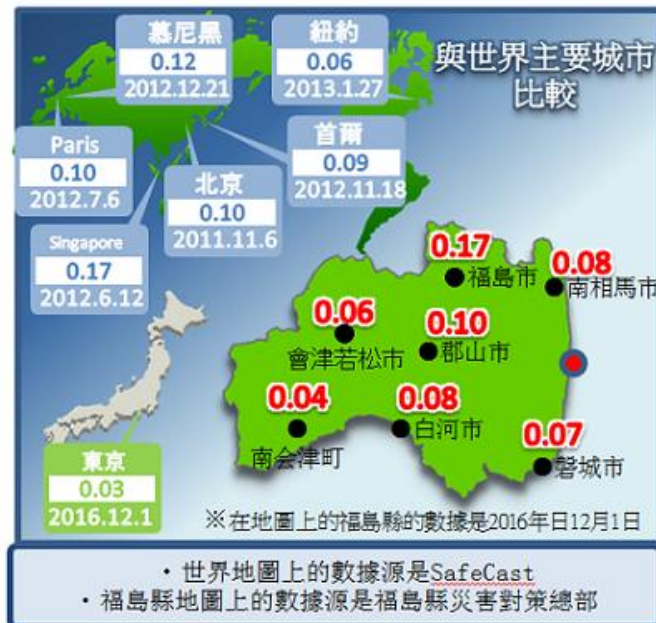 與世界主要城市
比較
慕尼黑
0.12
2012.12.21
紐約
0.06
2013.1.27
Paris
0.10
2012.7.6
北京
0.10
2011.11.6
首爾
0.09
2012.11.18
Singapore
0.17
2012.6.12
東京
0.03
2016.12.1
0.17
福島市
0.08
南相馬市
0.06
會津若松市
0.10
郡山市
0.04
南会津町
0.08
白河市
0.07
磐城市
※在地圖上的福島縣的數據是2016年日12月1日
・世界地圖上的數據源是SafeCast
・福島縣地圖上的數據源是福島縣災害對策總部